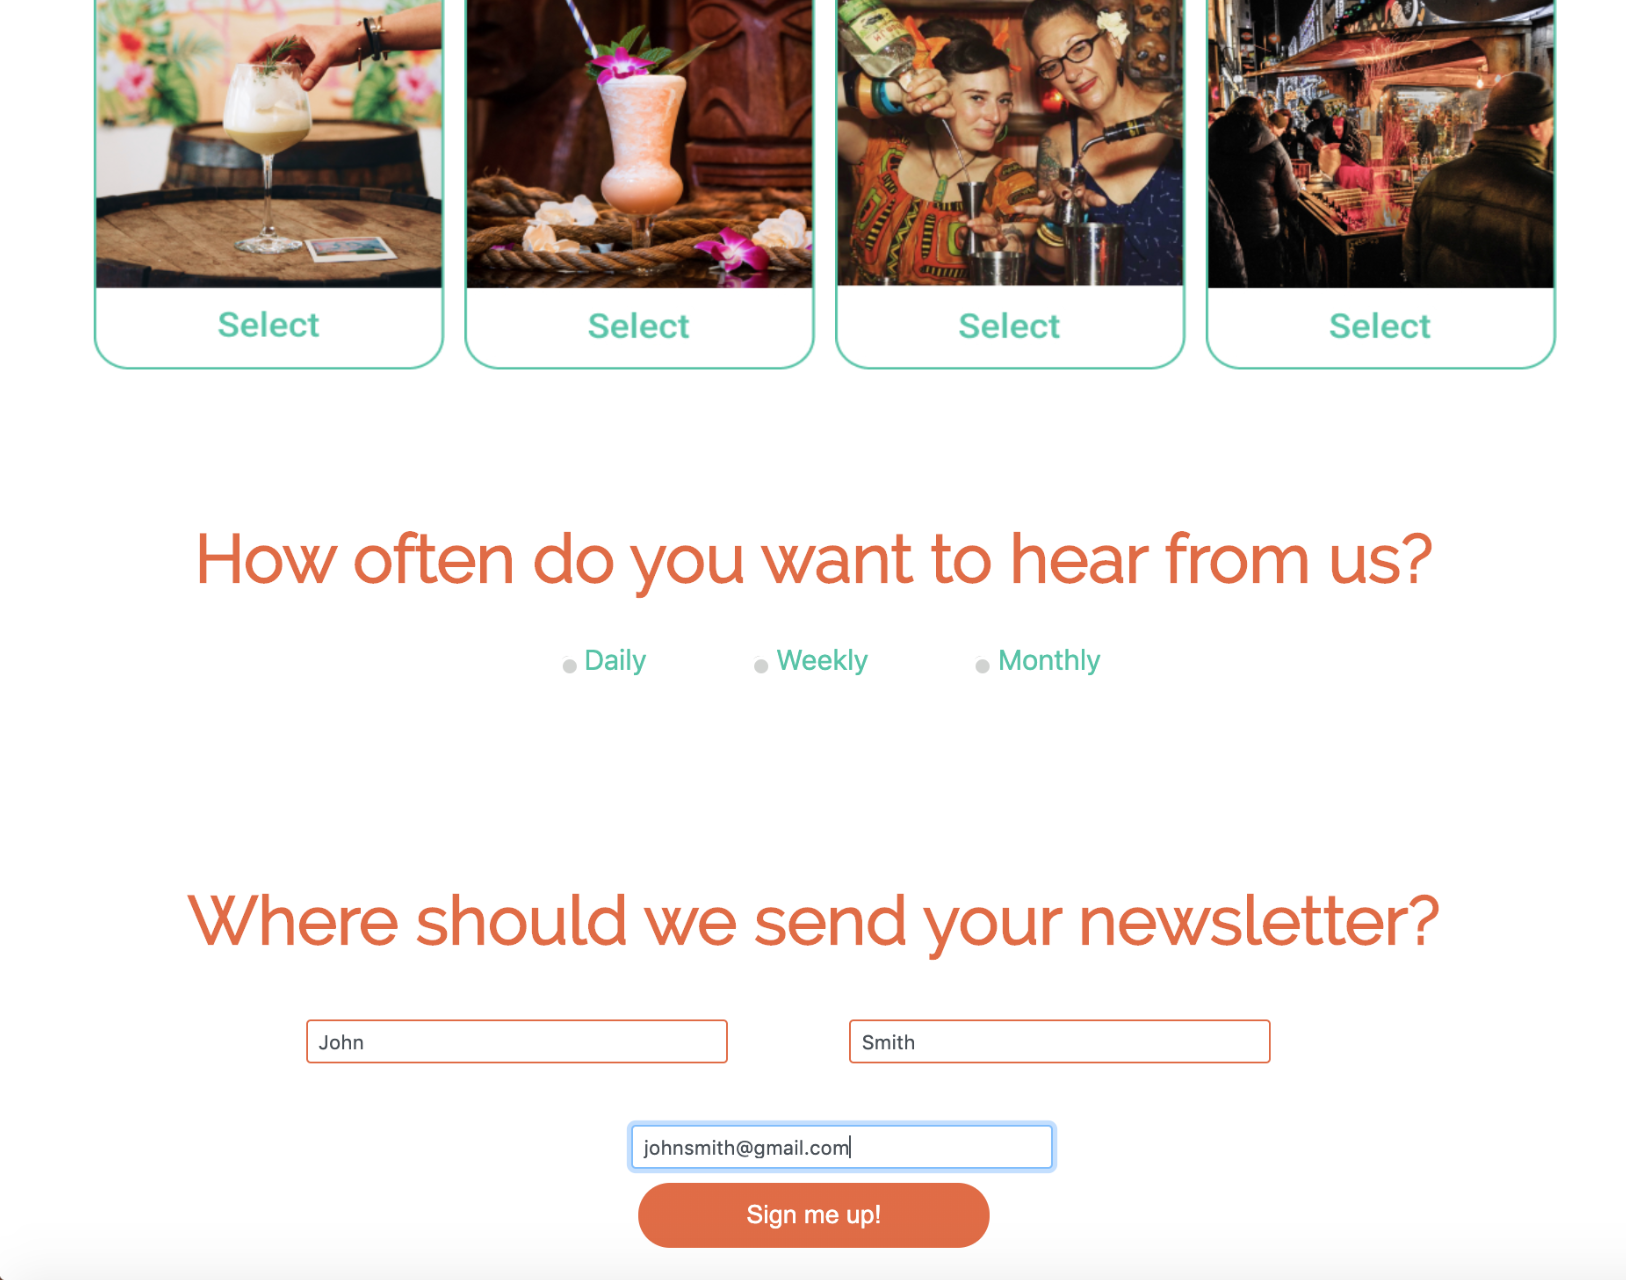 Select
Select
Select
Select
How often do you want to hear from us?
Daily
Weekly
Monthly
Where should we send your newsletter?
John
Smith
johnsmith@gmail.com
Sign me up!